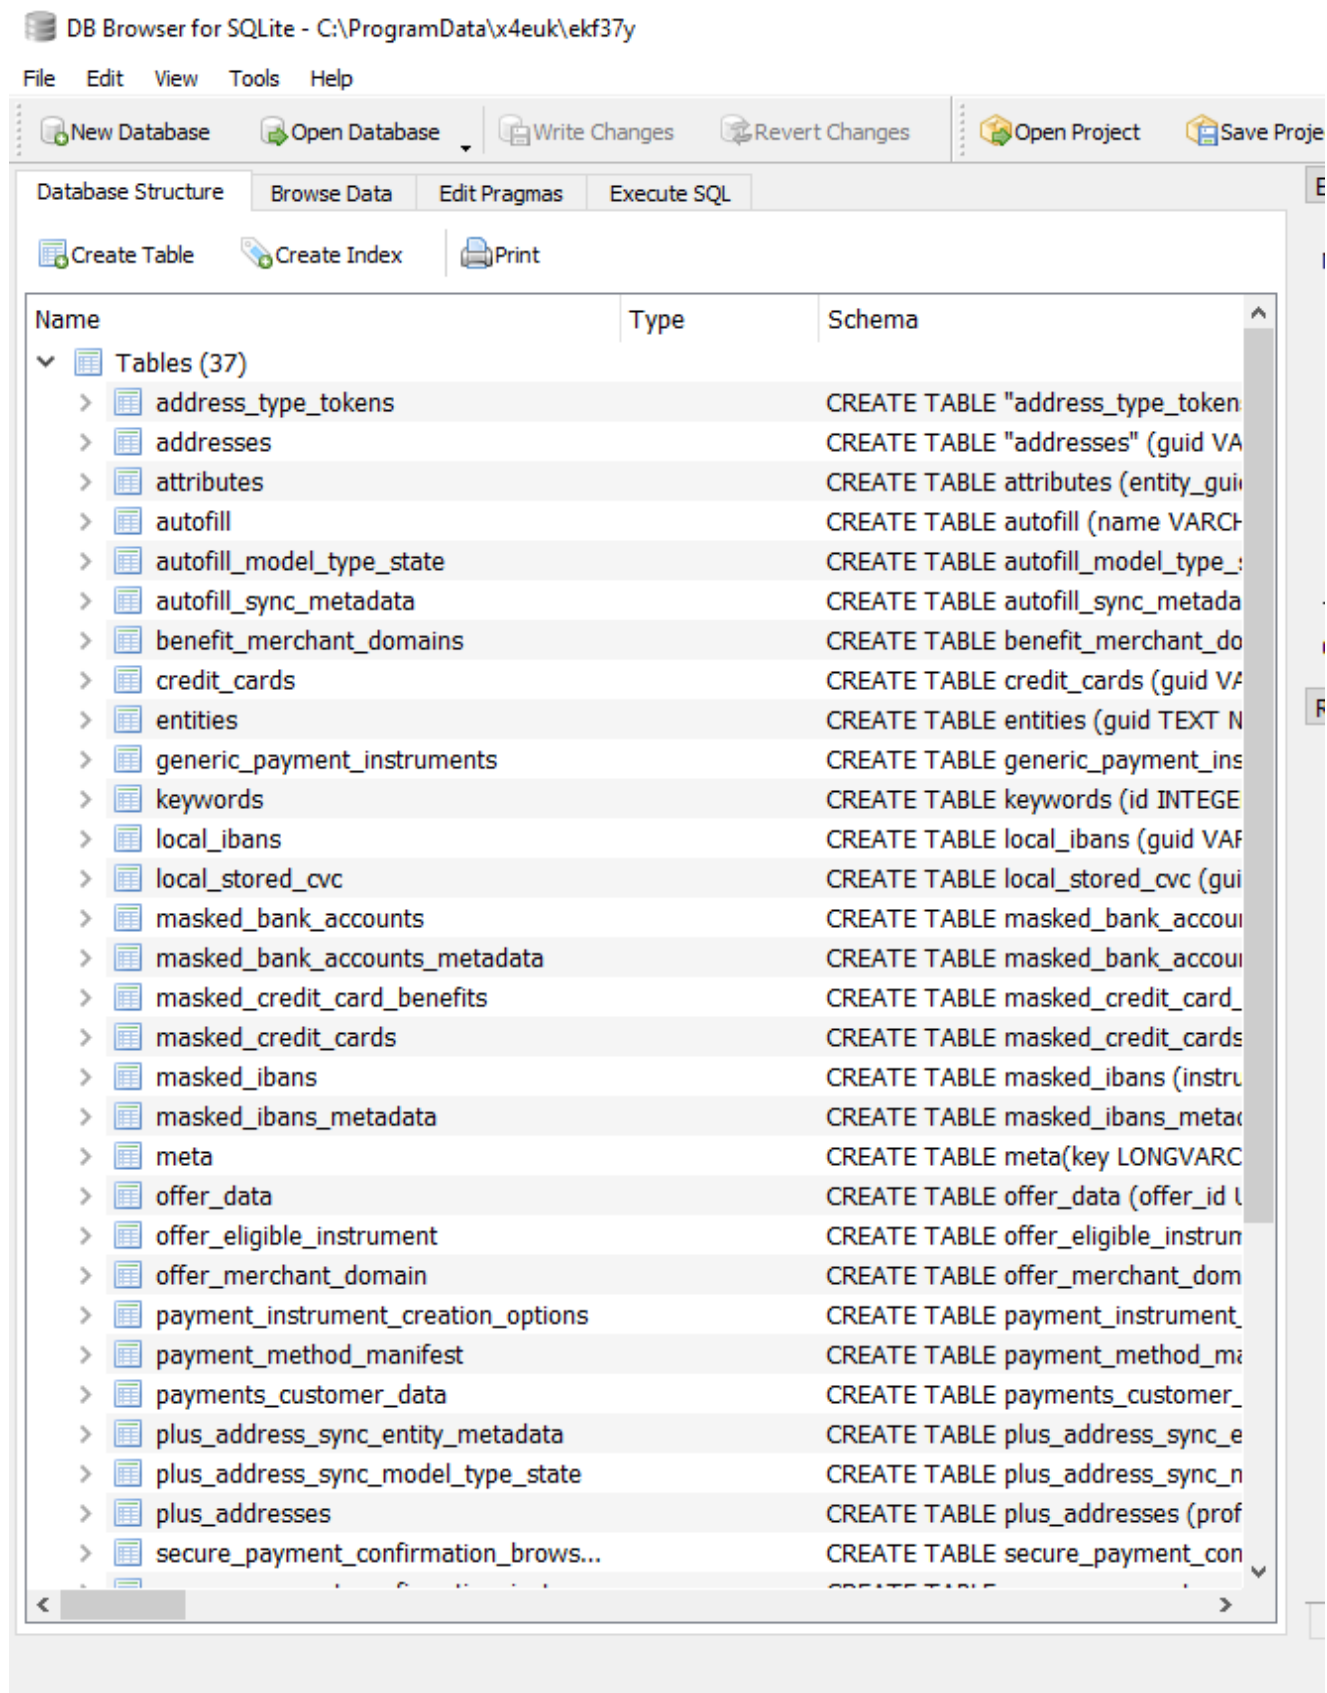 DB Browser for SQLite - C:\ProgramData\x4euk\ekf37y
File Edit View Tools Help
New Database Open Database Write Changes Revert Changes Open Project Save Proje
Database Structure Browse Data Edit Pragmas Execute SQL
Create Table Create Index Print
Name Type Schema
Tables (37)
address_type_tokens CREATE TABLE "address_type_token
addresses CREATE TABLE "addresses" (guid VA
attributes CREATE TABLE attributes (entity_gui
autofill CREATE TABLE autofill (name VARCH
autofill_model_type_state CREATE TABLE autofill_model_type_s
autofill_sync_metadata CREATE TABLE autofill_sync_metada
benefit_merchant_domains CREATE TABLE benefit_merchant_do
credit_cards CREATE TABLE credit_cards (guid VA
entities CREATE TABLE entities (guid TEXT N
generic_payment_instruments CREATE TABLE generic_payment_ins
keywords CREATE TABLE keywords (id INTEGE
local_ibans CREATE TABLE local_ibans (guid VAR
local_stored_cvc CREATE TABLE local_stored_cvc (gui
masked_bank_accounts CREATE TABLE masked_bank_accou
masked_bank_accounts_metadata CREATE TABLE masked_bank_accou
masked_credit_card_benefits CREATE TABLE masked_credit_card_
masked_credit_cards CREATE TABLE masked_credit_cards
masked_ibans CREATE TABLE masked_ibans (instru
masked_ibans_metadata CREATE TABLE masked_ibans_metad
meta CREATE TABLE meta(key LONGVARC
offer_data CREATE TABLE offer_data (offer_id U
offer_eligible_instrument CREATE TABLE offer_eligible_instrum
offer_merchant_domain CREATE TABLE offer_merchant_dom
payment_instrument_creation_options CREATE TABLE payment_instrument_
payment_method_manifest CREATE TABLE payment_method_ma
payments_customer_data CREATE TABLE payments_customer_
plus_address_sync_entity_metadata CREATE TABLE plus_address_sync_e
plus_address_sync_model_type_state CREATE TABLE plus_address_sync_m
plus_addresses CREATE TABLE plus_addresses (prof
secure_payment_confirmation_brows... CREATE TABLE secure_payment_con